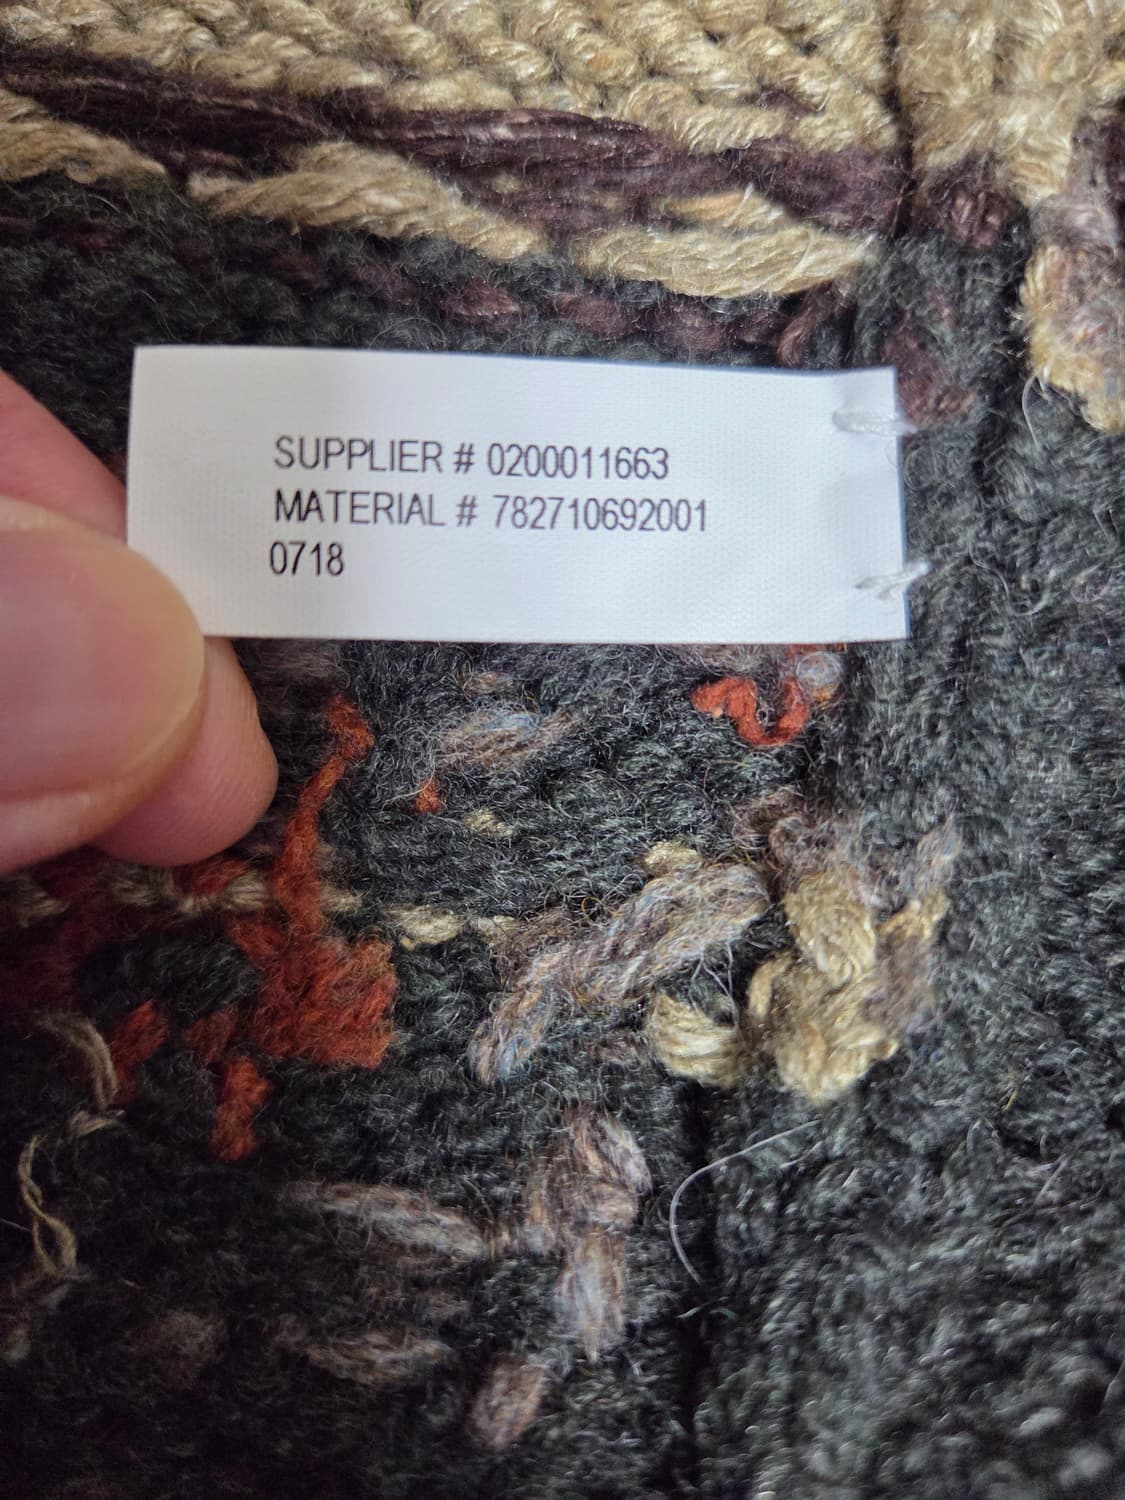 SUPPLIER # 0200011663
MATERIAL # 782710692001
0718